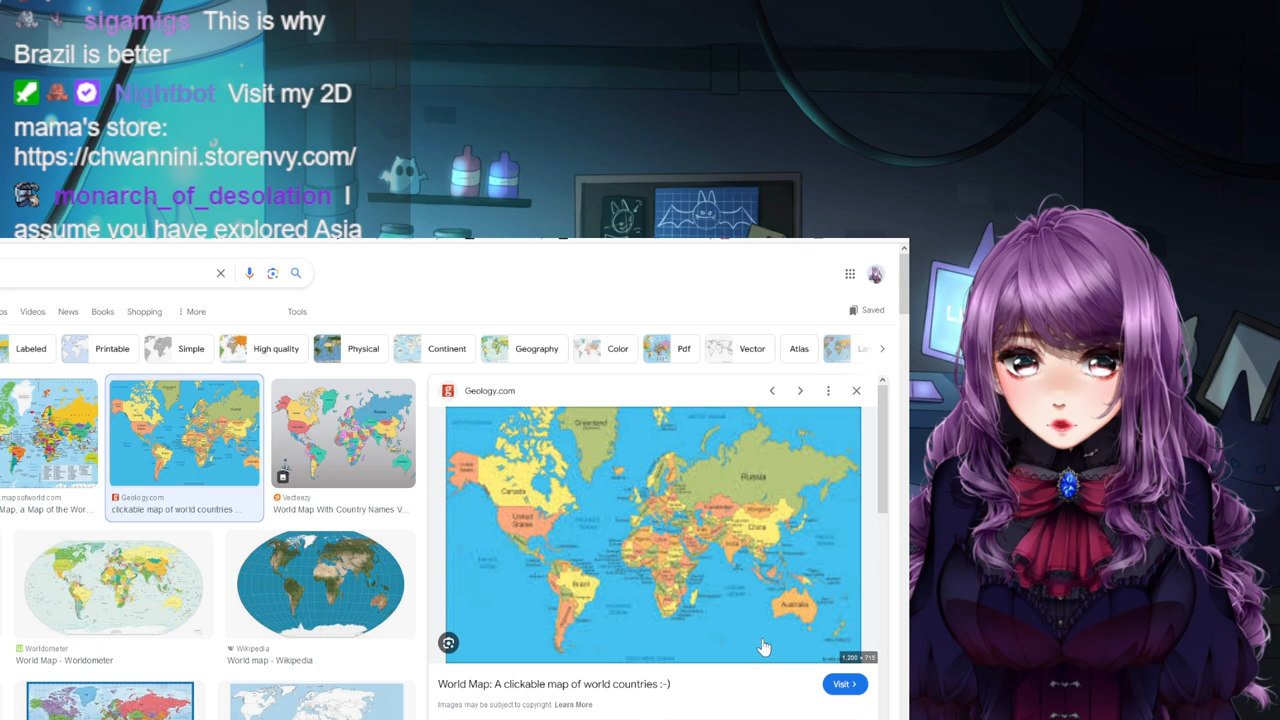 sigamigs This is why
Brazil is better
Nightbot Visit my 2D
mama's store:
https://chwannini.storenvy.com/
monarch_of_desolation I
assume you have explored Asia
Videos News Books Shopping More Tools
Saved
Labeled Printable Simple High quality Physical Continent Geography Color Pdf Vector Atlas
Geology.com
mapsofworld.com
Map, a Map of the Wor...
Geology.com
clickable map of world countries ...
Vecteezy
World Map With Country Names V...
Greenland
Russia
Canada
United
States
China
Brazil
Australia
1,200 × 715
Worldometer
World Map - Worldometer
Wikipedia
World map - Wikipedia
World Map: A clickable map of world countries :-)
Visit
Images may be subject to copyright. Learn More